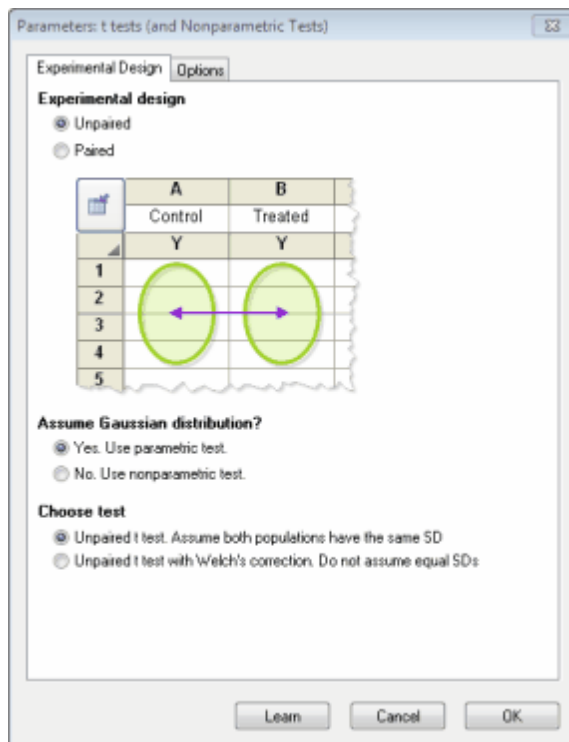 Parameters: t tests (and Nonparametric Tests)
Experimental Design Options
Experimental design
Unpaired
Paired
A B
Control Treated
Y Y
1
2
3
4
5
Assume Gaussian distribution?
Yes. Use parametric test.
No. Use nonparametric test.
Choose test
Unpaired t test. Assume both populations have the same SD
Unpaired t test with Welch's correction. Do not assume equal SDs
Learn Cancel OK